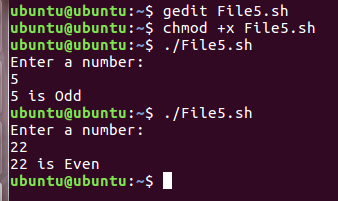 ubuntu@ubuntu:~$ gedit File5.sh
ubuntu@ubuntu:~$ chmod +x File5.sh
ubuntu@ubuntu:~$ ./File5.sh
Enter a number:
5
5 is Odd
ubuntu@ubuntu:~$ ./File5.sh
Enter a number:
22
22 is Even
ubuntu@ubuntu:~$